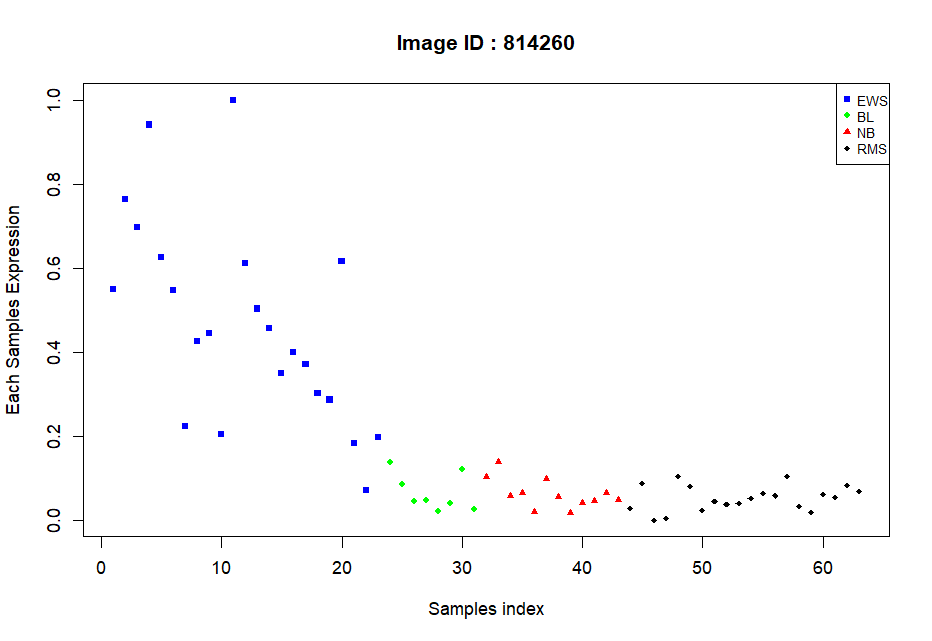 Image ID : 814260
EWS
BL
NB
RMS
Each Samples Expression
1.0
0.8
0.6
0.4
0.2
0.0
0 10 20 30 40 50 60
Samples index